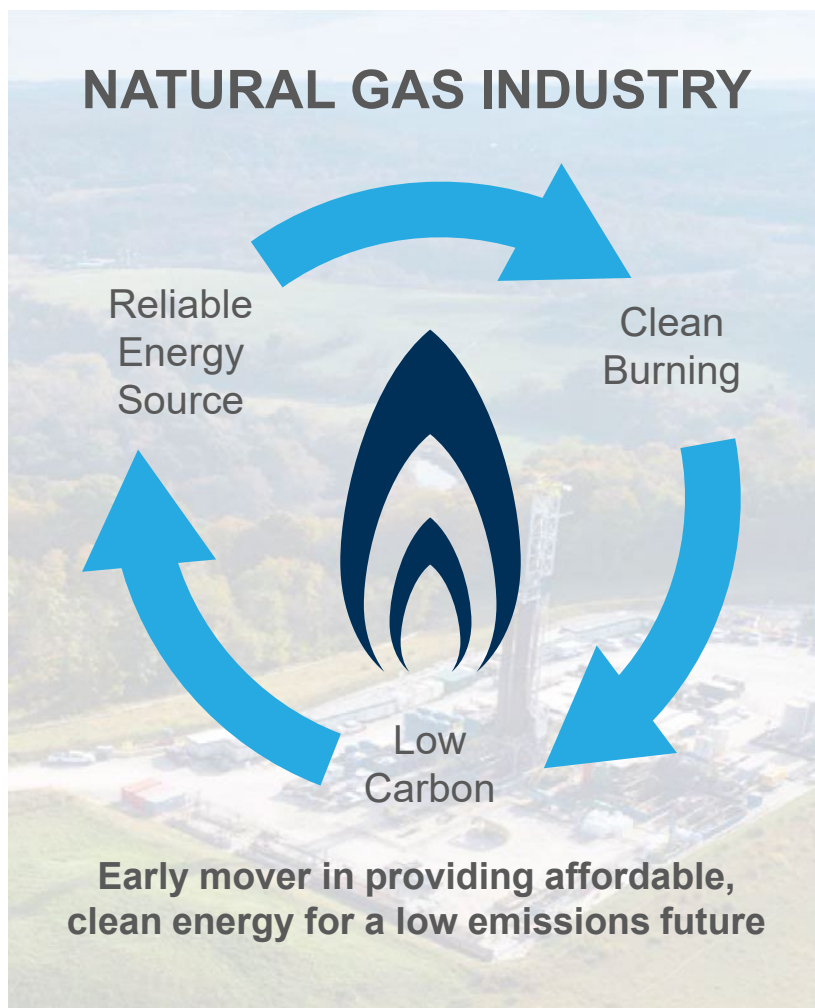 NATURAL GAS INDUSTRY
Reliable
Energy
Source
Clean
Burning
Low
Carbon
Early mover in providing affordable,
clean energy for a low emissions future